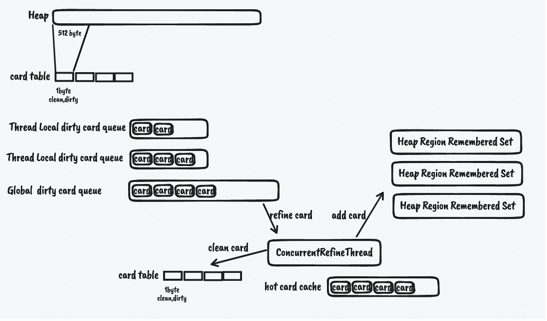 Heap
512 byte
card table
1byte
clean,dirty
Thread Local dirty card queue
card card
Thread Local dirty card queue
card card card
Global dirty card queue
card card card card
Heap Region Remembered Set
Heap Region Remembered Set
Heap Region Remembered Set
refine card
add card
clean card
ConcurrentRefineThread
card table
1byte
clean,dirty
hot card cache
card card card card